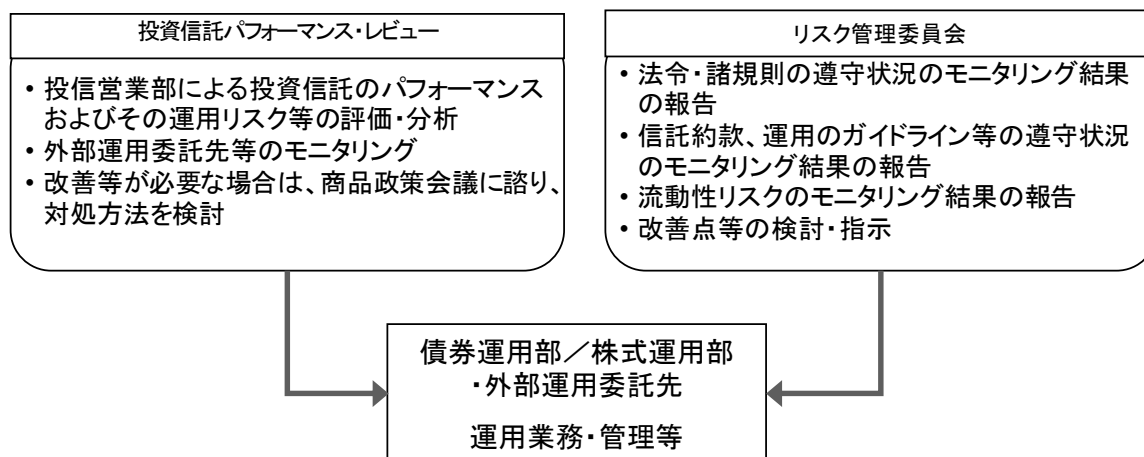 投資信託パフォーマンス・レビュー
• 投信営業部による投資信託のパフォーマンス
およびその運用リスク等の評価・分析
• 外部運用委託先等のモニタリング
• 改善等が必要な場合は、商品政策会議に諮り、
対処方法を検討
リスク管理委員会
• 法令・諸規則の遵守状況のモニタリング結果
の報告
• 信託約款、運用のガイドライン等の遵守状況
のモニタリング結果の報告
• 流動性リスクのモニタリング結果の報告
• 改善点等の検討・指示
債券運用部／株式運用部
・外部運用委託先
運用業務・管理等